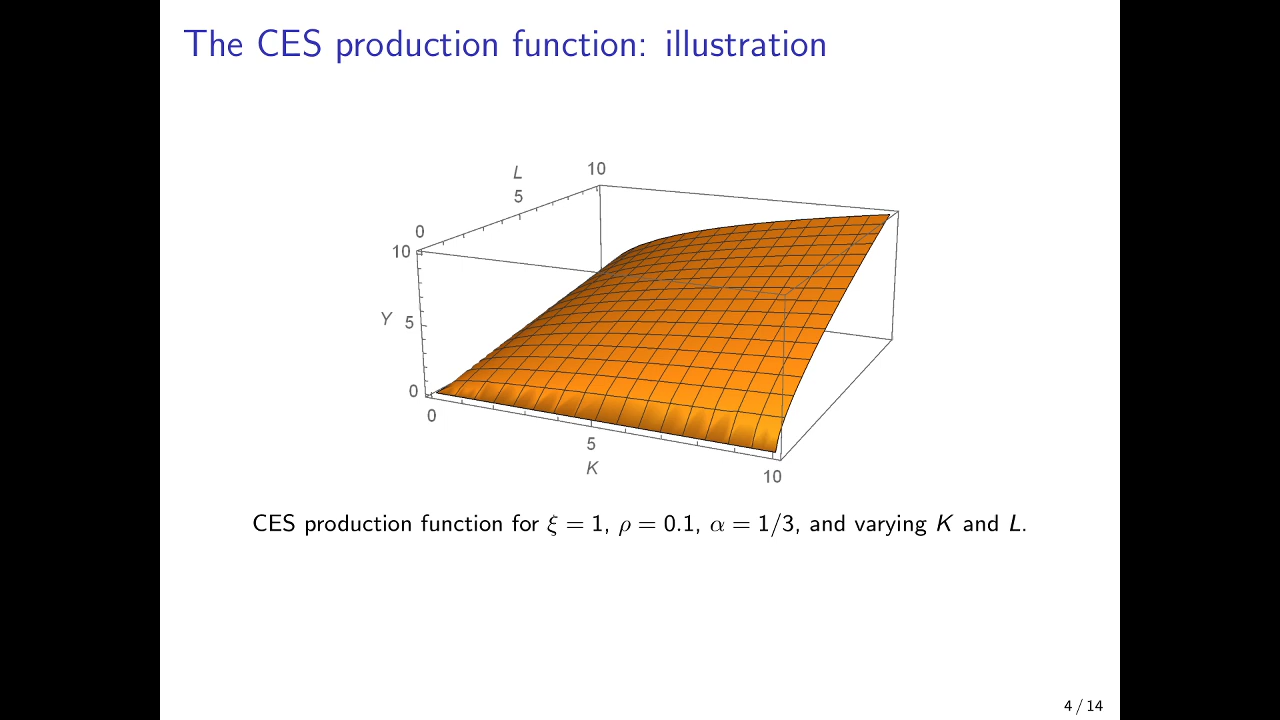 The CES production function: illustration
L
10
5
0
10
Y
5
0
0
5
K
10
CES production function for ξ = 1, ρ = 0.1, α = 1/3, and varying K and L.
4 / 14